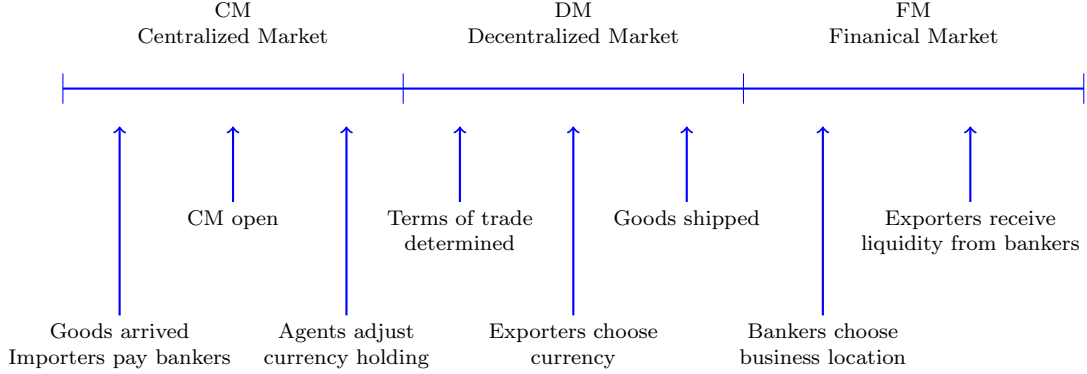 CM
Centralized Market
DM
Decentralized Market
FM
Finanical Market
CM open
Terms of trade
determined
Goods shipped
Exporters receive
liquidity from bankers
Goods arrived
Importers pay bankers
Agents adjust
currency holding
Exporters choose
currency
Bankers choose
business location